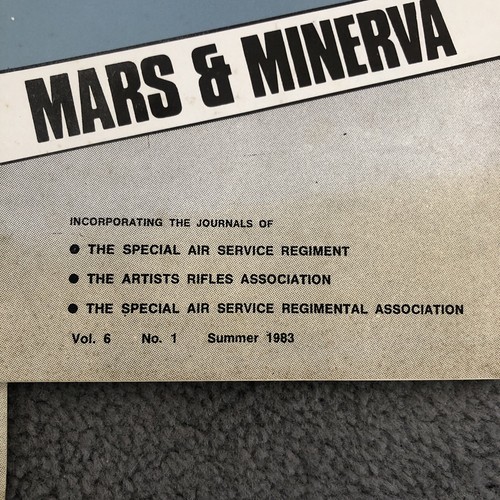 MARS & MINERVA
INCORPORATING THE JOURNALS OF
● THE SPECIAL AIR SERVICE REGIMENT
● THE ARTISTS RIFLES ASSOCIATION
● THE SPECIAL AIR SERVICE REGIMENTAL ASSOCIATION
Vol. 6 No. 1 Summer 1983